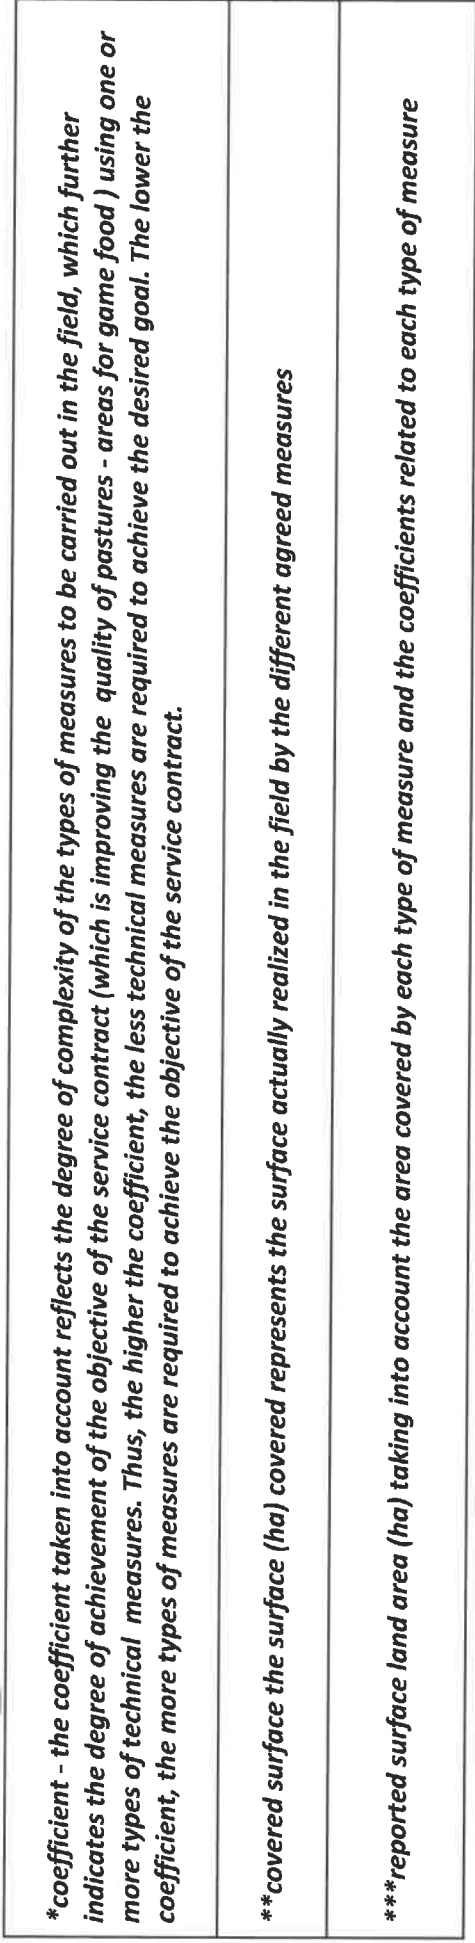 *coefficient - the coefficient taken into account reflects the degree of complexity of the types of measures to be carried out in the field, which further
indicates the degree of achievement of the objective of the service contract (which is improving the quality of pastures - areas for game food ) using one or
more types of technical measures. Thus, the higher the coefficient, the less technical measures are required to achieve the desired goal. The lower the
coefficient, the more types of measures are required to achieve the objective of the service contract.
**covered surface the surface (ha) covered represents the surface actually realized in the field by the different agreed measures
***reported surface land area (ha) taking into account the area covered by each type of measure and the coefficients related to each type of measure